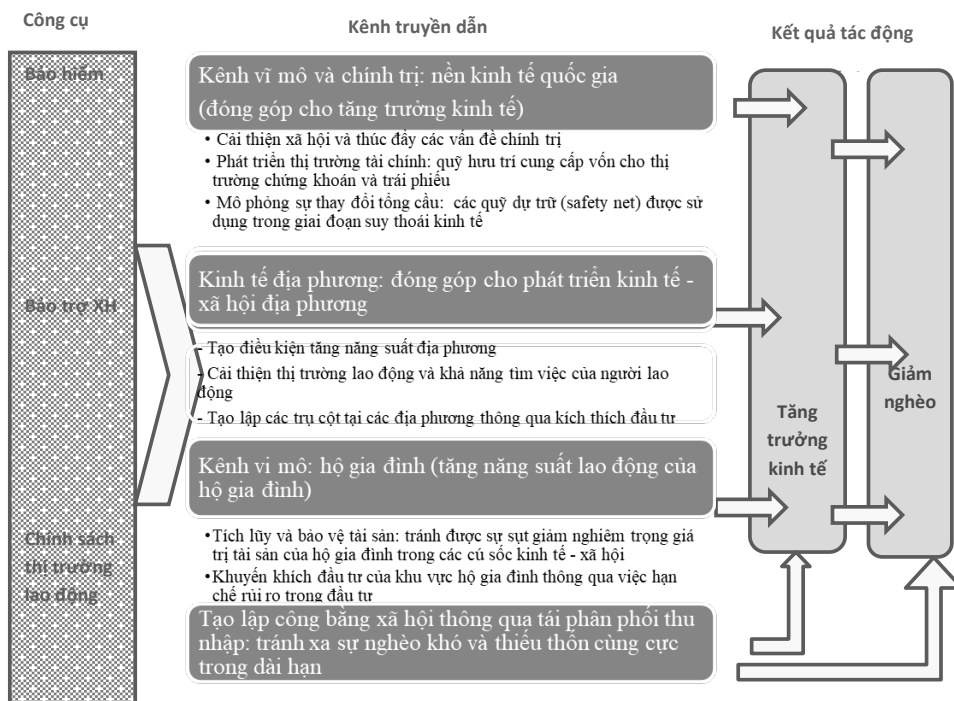 Công cụ
Kênh truyền dẫn
Kết quả tác động
Bảo hiểm
Bảo trợ XH
Chính sách
thị trường
lao động
Kênh vĩ mô và chính trị: nền kinh tế quốc gia
(đóng góp cho tăng trưởng kinh tế)
• Cải thiện xã hội và thúc đẩy các vấn đề chính trị
• Phát triển thị trường tài chính: quỹ hưu trí cung cấp vốn cho thị
trường chứng khoán và trái phiếu
• Mô phỏng sự thay đổi tổng cầu: các quỹ dự trữ (safety net) được sử
dụng trong giai đoạn suy thoái kinh tế
Kinh tế địa phương: đóng góp cho phát triển kinh tế -
xã hội địa phương
- Tạo điều kiện tăng năng suất địa phương
- Cải thiện thị trường lao động và khả năng tìm việc của người lao
động
- Tạo lập các trụ cột tại các địa phương thông qua kích thích đầu tư
Kênh vi mô: hộ gia đình (tăng năng suất lao động của
hộ gia đình)
•Tích lũy và bảo vệ tài sản: tránh được sự sụt giảm nghiêm trọng giá
trị tài sản của hộ gia đình trong các cú sốc kinh tế - xã hội
•Khuyến khích đầu tư của khu vực hộ gia đình thông qua việc hạn
chế rủi ro trong đầu tư
Tạo lập công bằng xã hội thông qua tái phân phối thu
nhập: tránh xa sự nghèo khó và thiếu thốn cùng cực
trong dài hạn
Tăng
trưởng
kinh tế
Giảm
nghèo